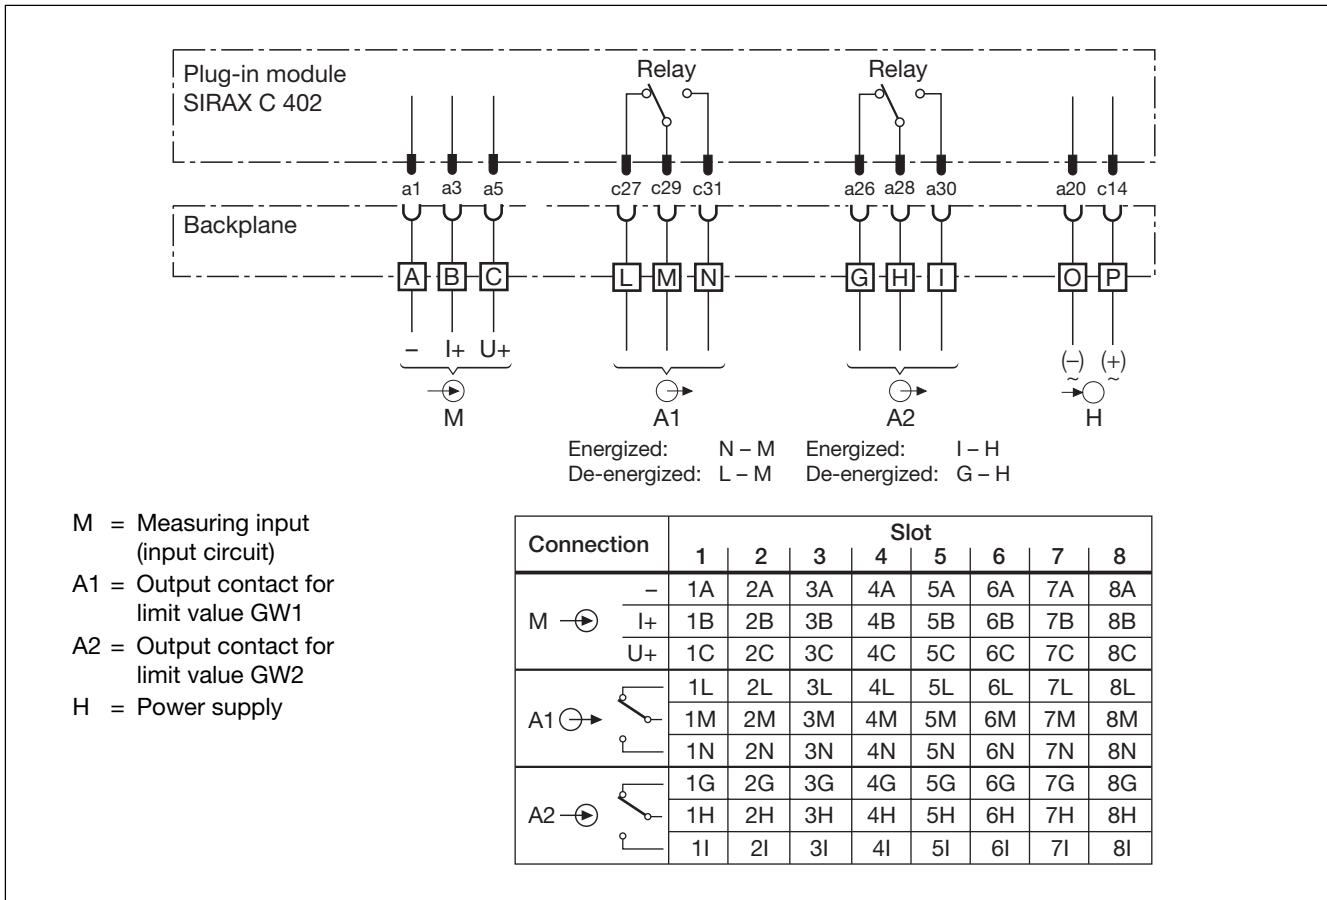 Plug-in module
SIRAX C 402
Relay
Relay
a1 a3 a5 c27 c29 c31 a26 a28 a30 a20 c14
Backplane
A B C L M N G H I O P
– I+ U+ (–) (+)
~ ~
M A1 A2 H
Energized: N – M Energized: I – H
De-energized: L – M De-energized: G – H
M = Measuring input
(input circuit)
A1 = Output contact for
limit value GW1
A2 = Output contact for
limit value GW2
H = Power supply
Connection Slot
1 2 3 4 5 6 7 8
– 1A 2A 3A 4A 5A 6A 7A 8A
M I+ 1B 2B 3B 4B 5B 6B 7B 8B
U+ 1C 2C 3C 4C 5C 6C 7C 8C
1L 2L 3L 4L 5L 6L 7L 8L
A1 1M 2M 3M 4M 5M 6M 7M 8M
1N 2N 3N 4N 5N 6N 7N 8N
1G 2G 3G 4G 5G 6G 7G 8G
A2 1H 2H 3H 4H 5H 6H 7H 8H
1I 2I 3I 4I 5I 6I 7I 8I